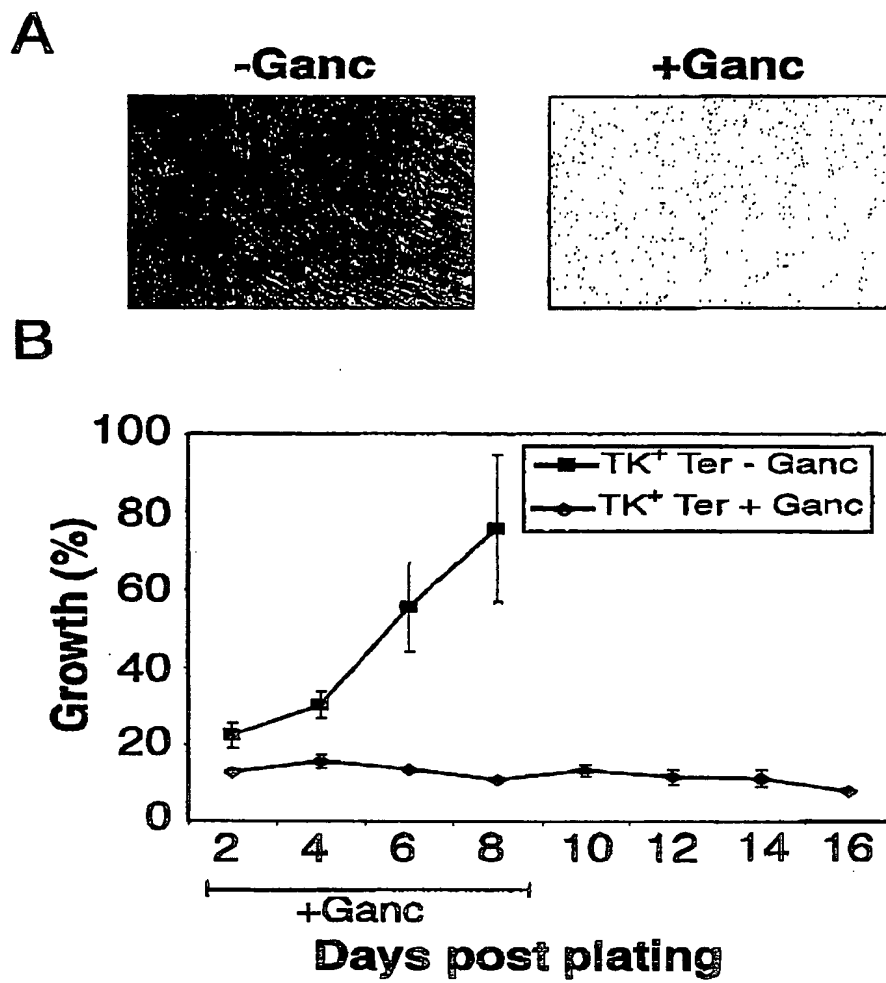 A
-Ganc +Ganc
B
100
80
60
40
20
0
Growth (%)
TK+ Ter - Ganc
TK+ Ter + Ganc
2 4 6 8 10 12 14 16
+Ganc
Days post plating